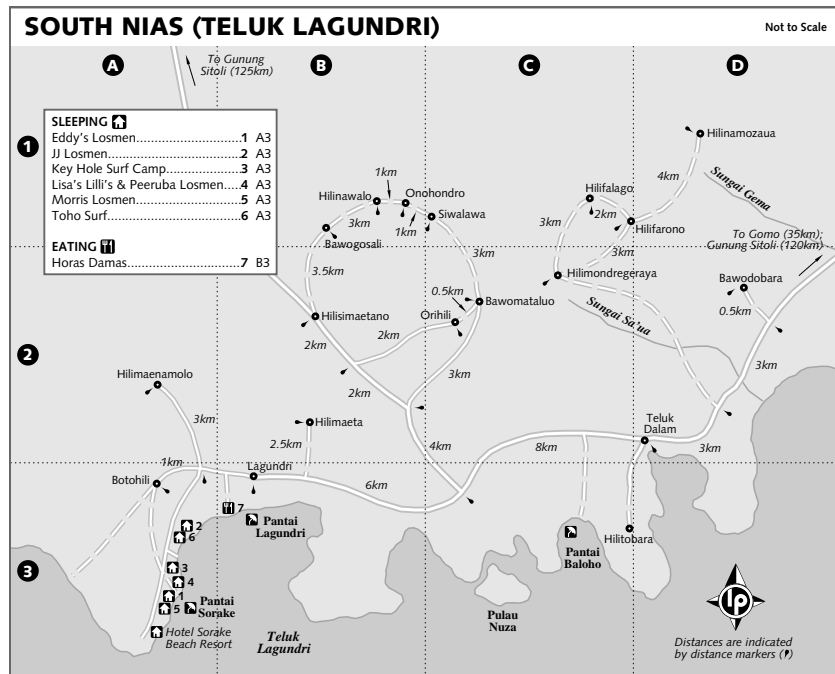 SOUTH NIAS (TELUK LAGUNDRI)
Not to Scale
A
B
C
D
To Gunung
Sitoli (125km)
1
SLEEPING
Eddy's Losmen..............................1 A3
JJ Losmen......................................2 A3
Key Hole Surf Camp.....................3 A3
Lisa's Lilli's & Peeruba Losmen....4 A3
Morris Losmen..............................5 A3
Toho Surf......................................6 A3
EATING
Horas Damas................................7 B3
Hilinamozaua
1km
4km
Sungai Gema
Hilinawalo
Onohondro
Hilifalago
3km
1km
Siwalawa
3km
2km
Hilifarono
Bawogosali
3km
3km
To Gomo (35km);
Gunung Sitoli (120km)
3.5km
Hilimondregeraya
Bawodobara
0.5km
Bawomataluo
Sungai Sa'ua
0.5km
Hilisimaetano
Orihili
2km
2km
2
3km
3km
Hilimaenamolo
2km
3km
Hilimaeta
Teluk
Dalam
2.5km
4km
8km
3km
1km
Lagundri
Botohili
6km
7
Pantai
Lagundri
2
6
Pantai
Baloho
Hilitobara
3
3
4
1
5
Pantai
Sorake
Pulau
Nuza
lp
Hotel Sorake
Beach Resort
Teluk
Lagundri
Distances are indicated
by distance markers ( )